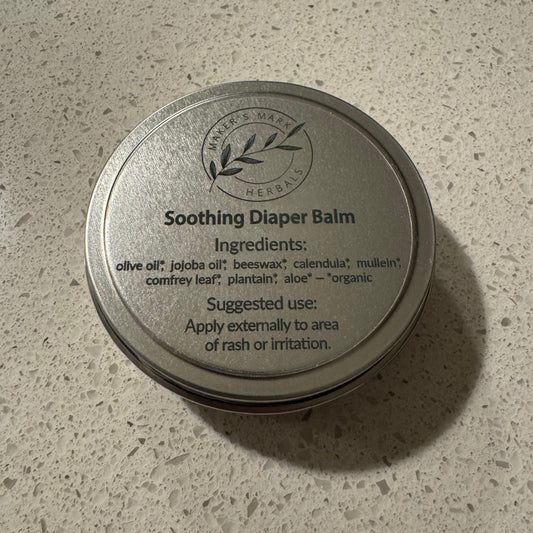 MAKER'S MARK
HERBALS
Soothing Diaper Balm
Ingredients:
olive oil*, jojoba oil*, beeswax*, calendula*, mullein*,
comfrey leaf*, plantain*, aloe* — *organic
Suggested use:
Apply externally to area
of rash or irritation.